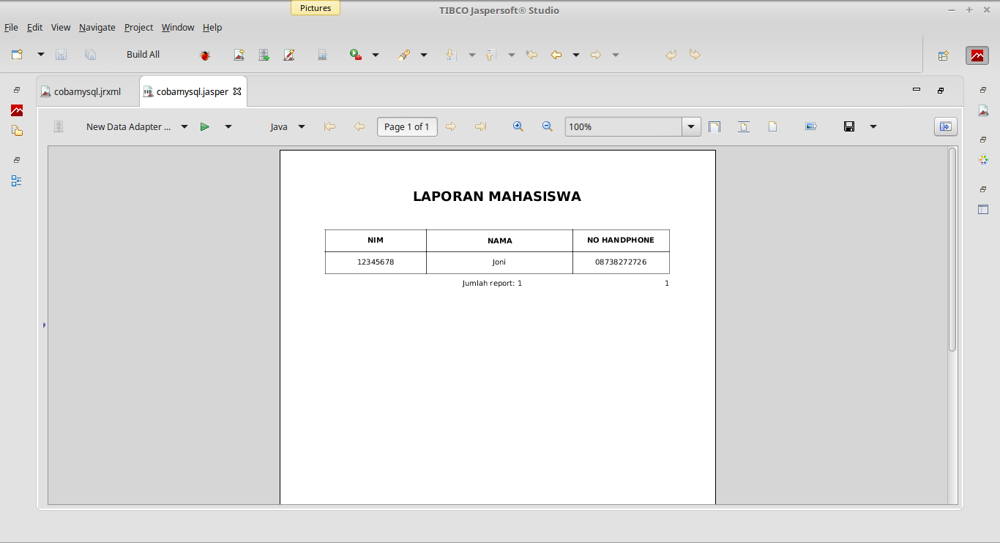 Pictures
TIBCO Jaspersoft® Studio
File Edit View Navigate Project Window Help
Build All
cobamysql.jrxml cobamysql.jasper
New Data Adapter ... Java Page 1 of 1 100%
LAPORAN MAHASISWA
NIM NAMA NO HANDPHONE
12345678 Joni 08738272726
Jumlah report: 1 1